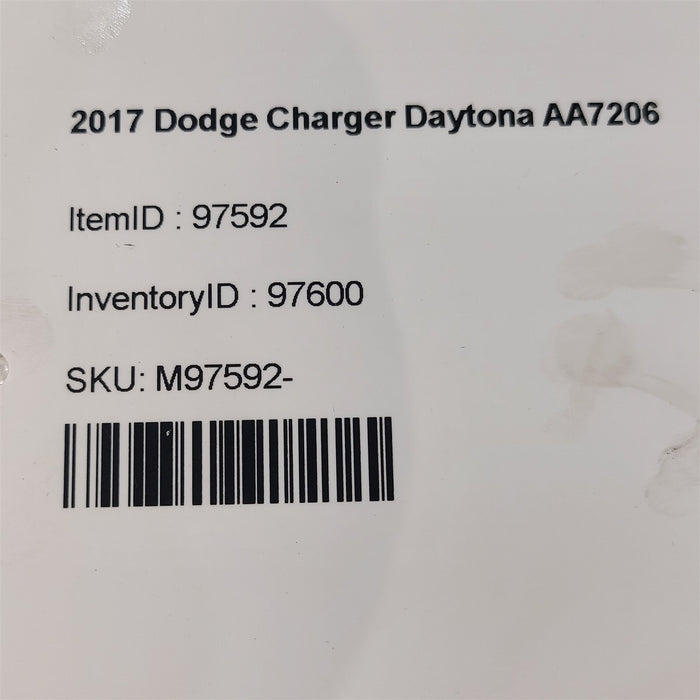 2017 Dodge Charger Daytona AA7206
ItemID : 97592
InventoryID : 97600
SKU: M97592-